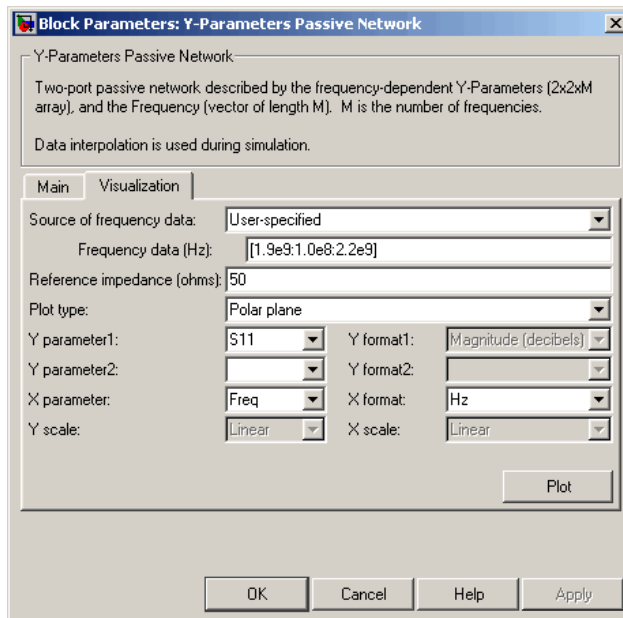 Block Parameters: Y-Parameters Passive Network
Y-Parameters Passive Network
Two-port passive network described by the frequency-dependent Y-Parameters (2x2xM
array), and the Frequency (vector of length M). M is the number of frequencies.
Data interpolation is used during simulation.
Main Visualization
Source of frequency data: User-specified
Frequency data (Hz): [1.9e9:1.0e8:2.2e9]
Reference impedance (ohms): 50
Plot type: Polar plane
Y parameter1: S11 Y format1: Magnitude (decibels)
Y parameter2: Y format2:
X parameter: Freq X format: Hz
Y scale: Linear X scale: Linear
Plot
OK Cancel Help Apply